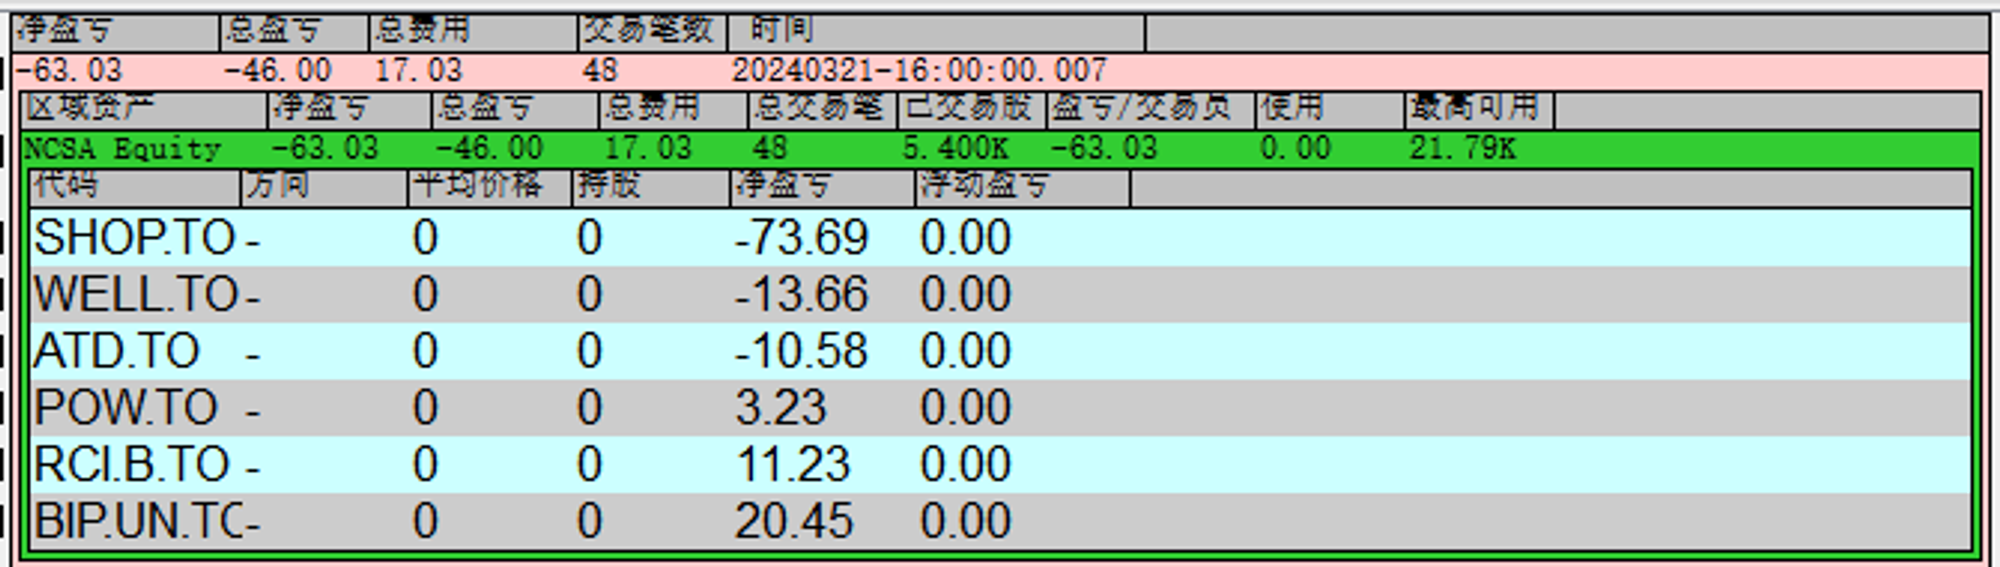 净盈亏 总盈亏 总费用 交易笔数 时间
-63.03 -46.00 17.03 48 20240321-16:00:00.007
区域资产 净盈亏 总盈亏 总费用 总交易笔 已交易股 盈亏/交易员 使用 最高可用
NCSA Equity -63.03 -46.00 17.03 48 5.400K -63.03 0.00 21.79K
代码 方向 平均价格 持股 净盈亏 浮动盈亏
SHOP.TO - 0 0 -73.69 0.00
WELL.TO - 0 0 -13.66 0.00
ATD.TO - 0 0 -10.58 0.00
POW.TO - 0 0 3.23 0.00
RCI.B.TO - 0 0 11.23 0.00
BIP.UN.TO - 0 0 20.45 0.00